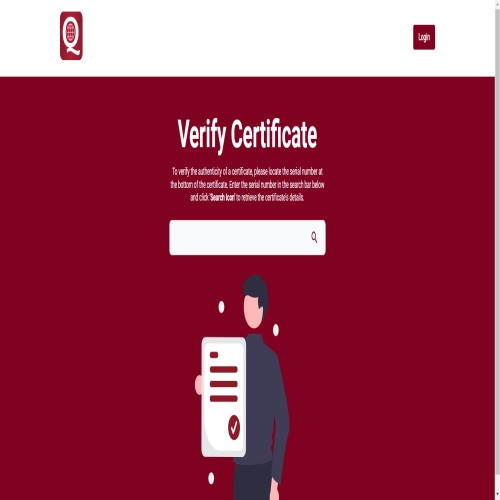 Q
Login
Verify Certificate
To verify the authenticity of a certificate, please locate the serial number at
the bottom of the certificate. Enter the serial number in the search bar below
and click 'Search Icon' to retrieve the certificate's details.